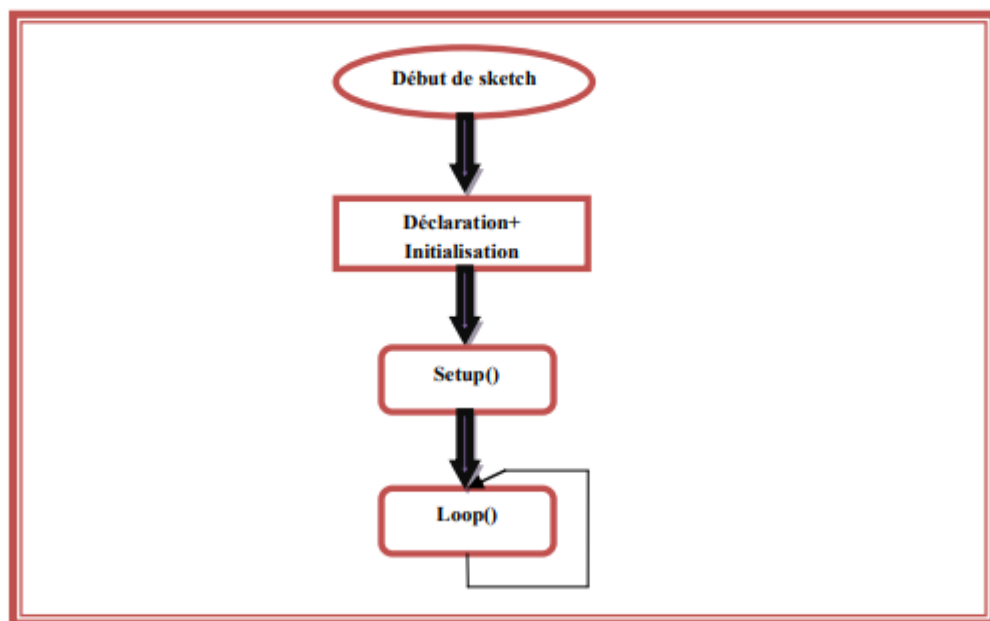 Début de sketch
Déclaration+
Initialisation
Setup()
Loop()